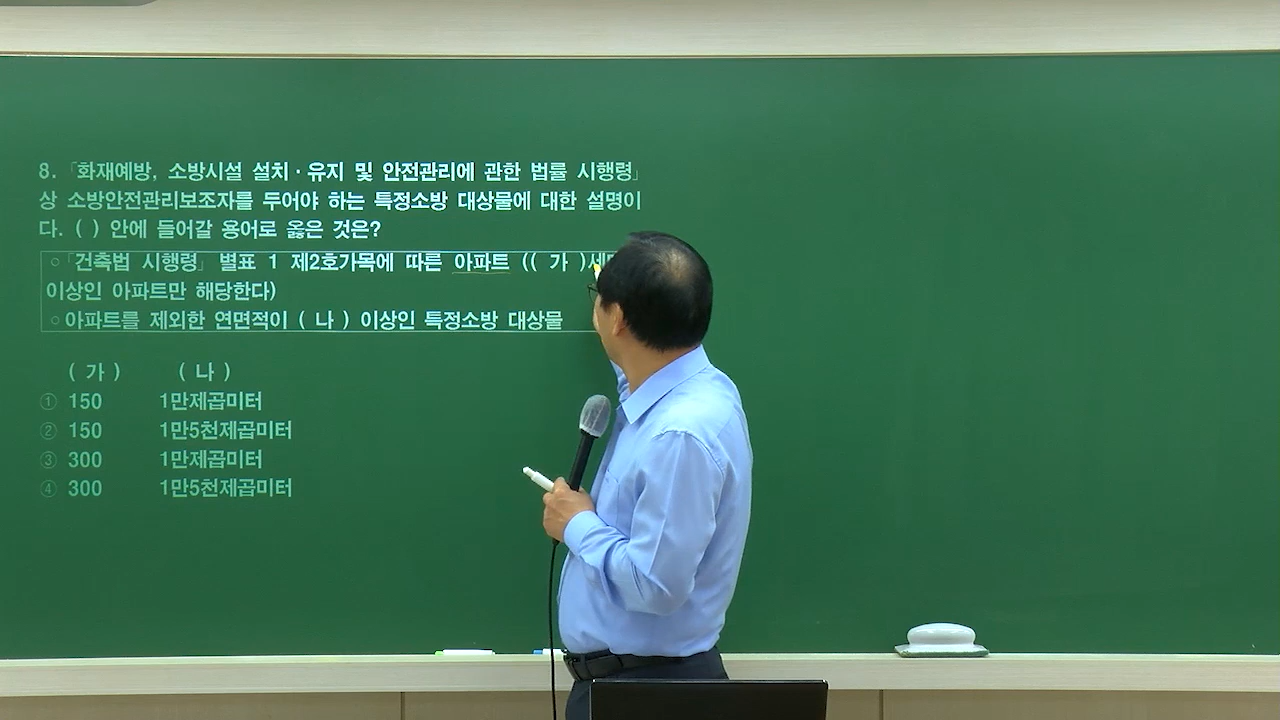 8. 「화재예방, 소방시설 설치·유지 및 안전관리에 관한 법률 시행령」
상 소방안전관리보조자를 두어야 하는 특정소방 대상물에 대한 설명이
다. ( ) 안에 들어갈 용어로 옳은 것은?
○「건축법 시행령」 별표 1 제2호가목에 따른 아파트 (( 가 )
이상인 아파트만 해당한다)
○ 아파트를 제외한 연면적이 ( 나 ) 이상인 특정소방 대상물
( 가 ) ( 나 )
① 150 1만제곱미터
② 150 1만5천제곱미터
③ 300 1만제곱미터
④ 300 1만5천제곱미터